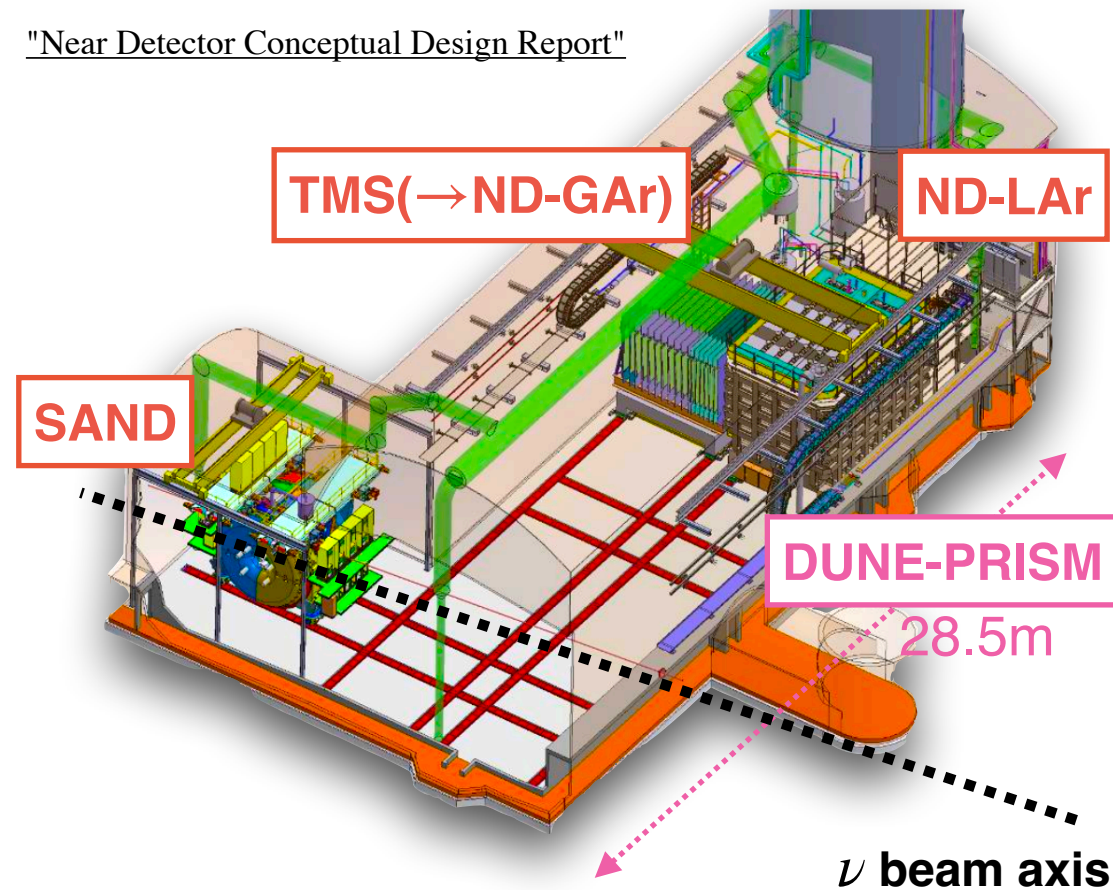 "Near Detector Conceptual Design Report"
TMS(→ND-GAr)
ND-LAr
SAND
DUNE-PRISM
28.5m
ν beam axis